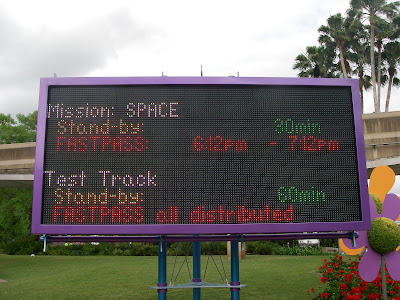 Mission: SPACE
Stand-by: 30min
FASTPASS: 6:12pm - 7:12pm
Test Track
Stand-by: 60min
FASTPASS all distributed